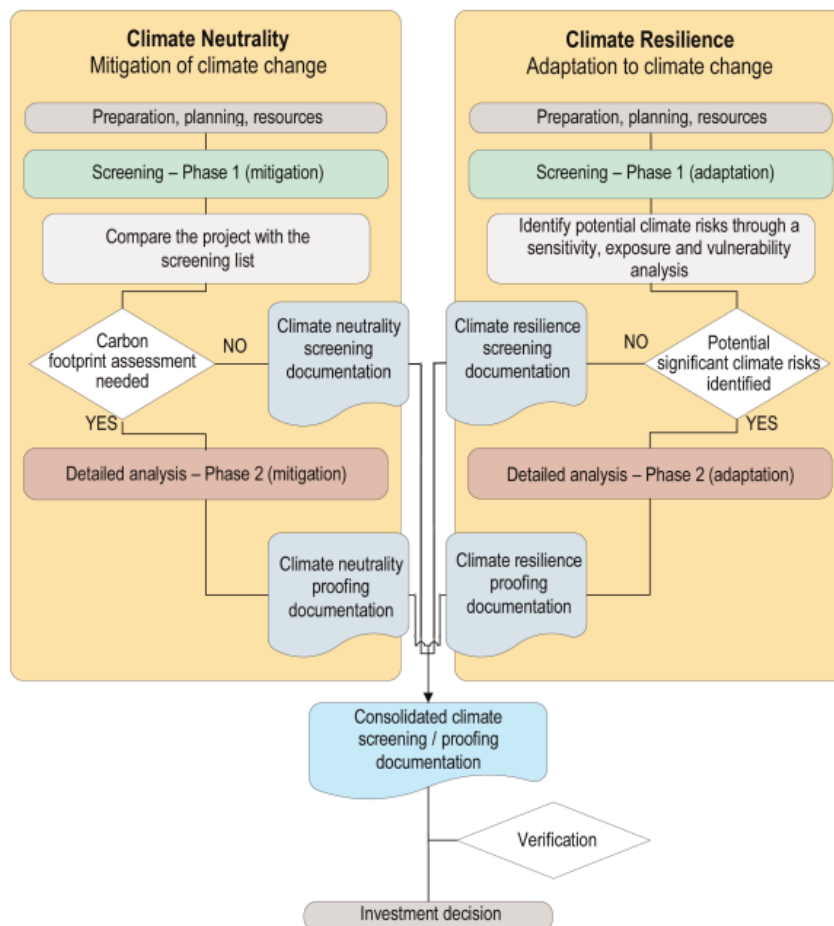 Climate Neutrality
Mitigation of climate change
Preparation, planning, resources
Screening – Phase 1 (mitigation)
Compare the project with the
screening list
Carbon
footprint assessment
needed
NO
YES
Climate neutrality
screening
documentation
Detailed analysis – Phase 2 (mitigation)
Climate neutrality
proofing
documentation
Climate Resilience
Adaptation to climate change
Preparation, planning, resources
Screening – Phase 1 (adaptation)
Identify potential climate risks through a
sensitivity, exposure and vulnerability
analysis
Potential
significant climate risks
identified
NO
YES
Climate resilience
screening
documentation
Detailed analysis – Phase 2 (adaptation)
Climate resilience
proofing
documentation
Consolidated climate
screening / proofing
documentation
Verification
Investment decision